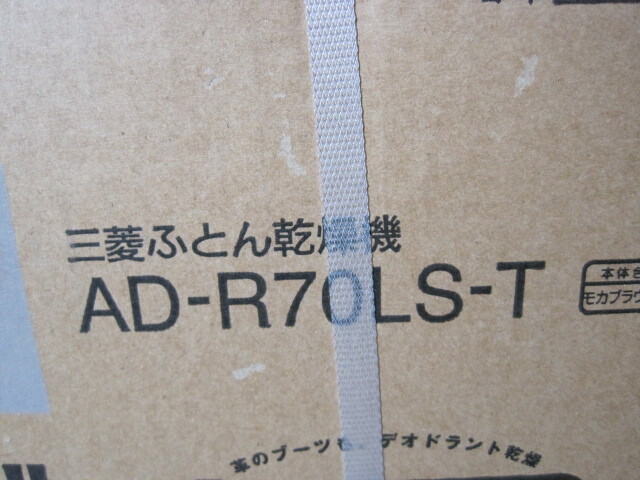 三菱ふとん乾燥機
AD-R70LS-T
本体色
モカブラウ
革のブーツも デオドラント乾燥